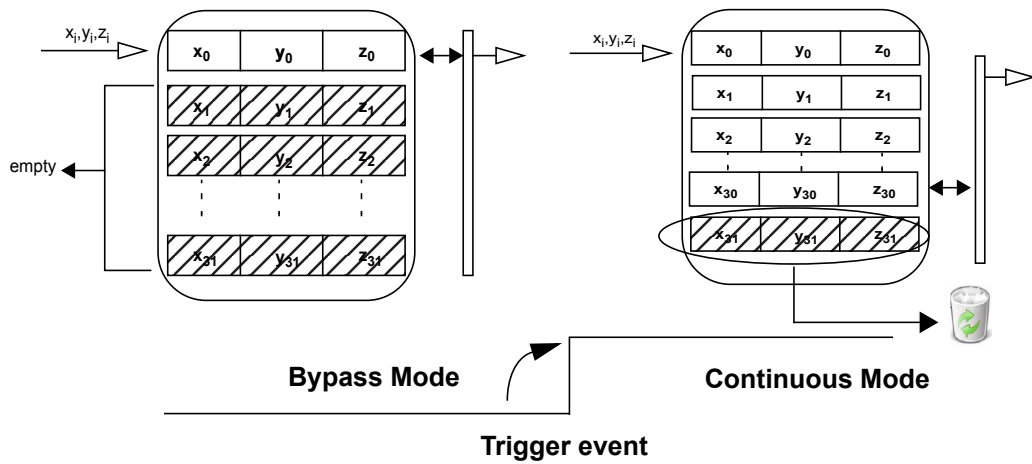 xᵢ,yᵢ,zᵢ
x₀ y₀ z₀
x₁ y₁ z₁
x₂ y₂ z₂
x₃₁ y₃₁ z₃₁
empty
xᵢ,yᵢ,zᵢ
x₀ y₀ z₀
x₁ y₁ z₁
x₂ y₂ z₂
x₃₀ y₃₀ z₃₀
x₃₁ y₃₁ z₃₁
Bypass Mode
Continuous Mode
Trigger event